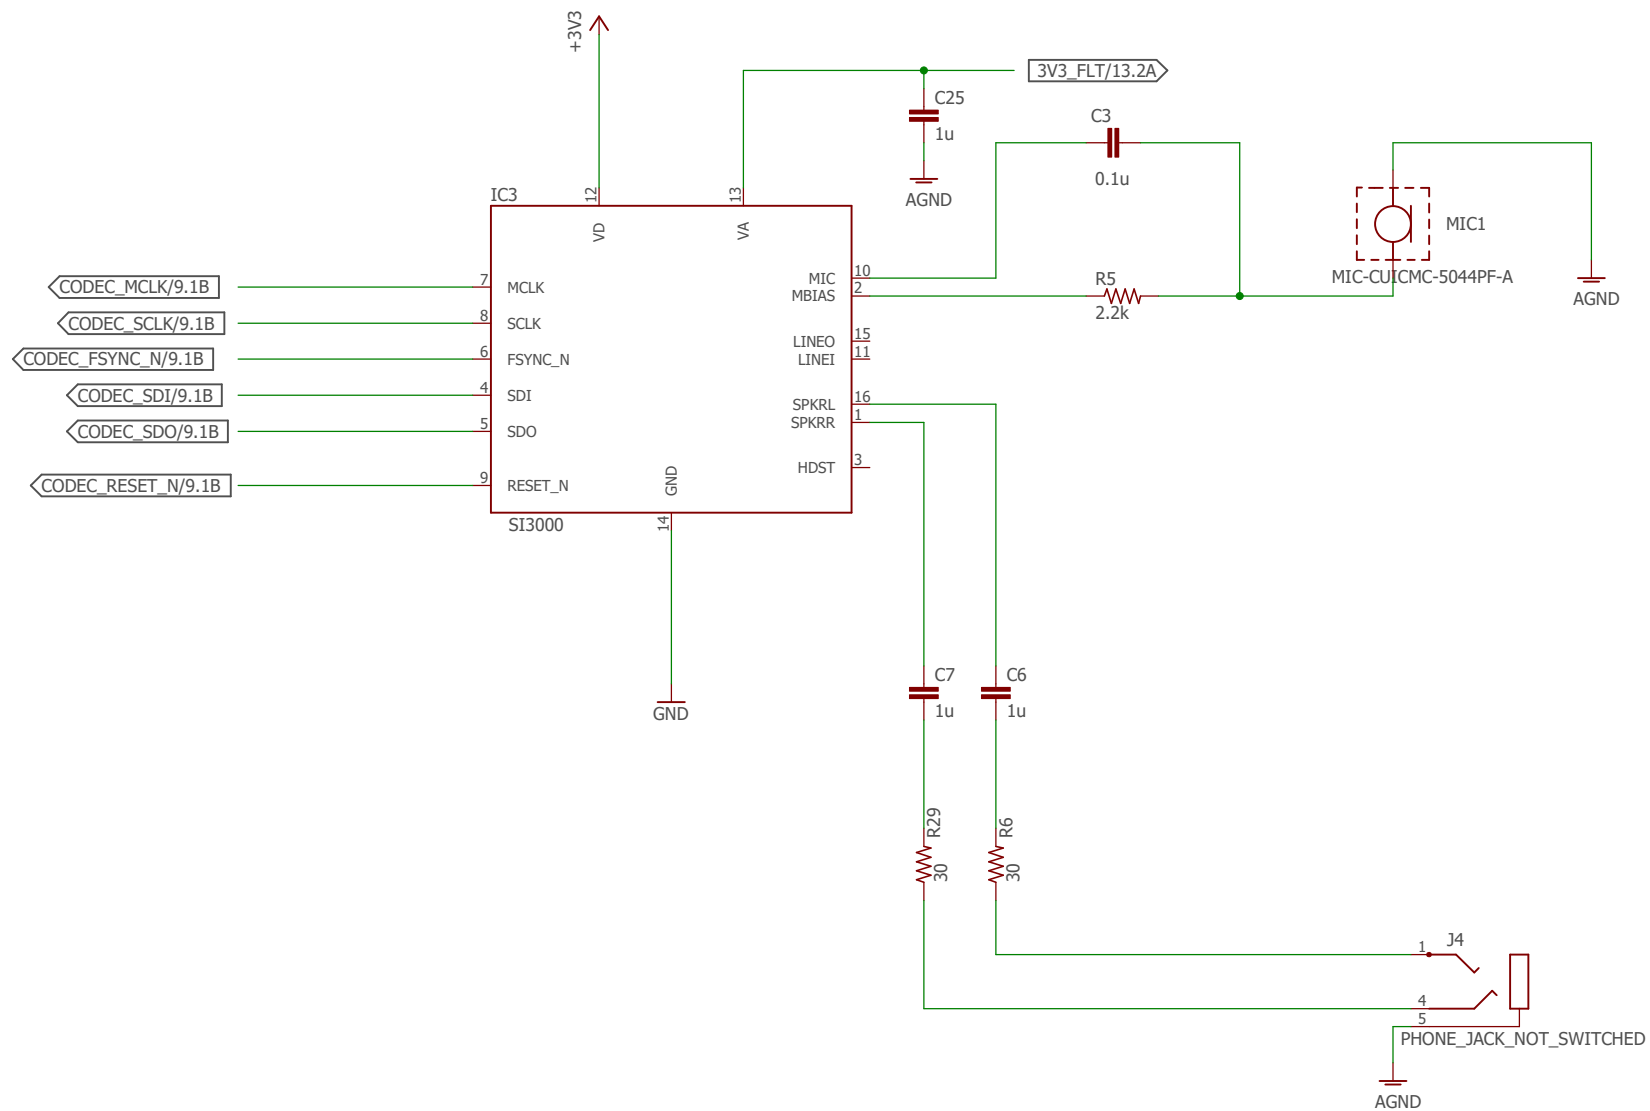 +3V3
3V3_FLT/13.2A
C25
1u
AGND
C3
0.1u
MIC1
MIC-CUICMC-5044PF-A
AGND
R5
2.2k
IC3
12
13
VD
VA
CODEC_MCLK/9.1B
7
MCLK
CODEC_SCLK/9.1B
8
SCLK
CODEC_FSYNC_N/9.1B
6
FSYNC_N
CODEC_SDI/9.1B
4
SDI
CODEC_SDO/9.1B
5
SDO
CODEC_RESET_N/9.1B
9
RESET_N
MIC
10
MBIAS
2
LINEO
15
LINEI
11
SPKRL
16
SPKRR
1
HDST
3
GND
14
SI3000
GND
C7
1u
C6
1u
R29
30
R6
30
J4
1
4
5
PHONE_JACK_NOT_SWITCHED
AGND